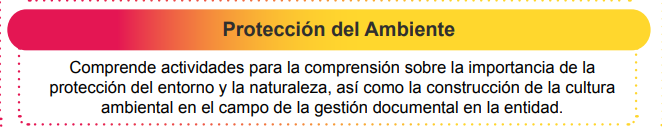 Protección del Ambiente
Comprende actividades para la comprensión sobre la importancia de la
protección del entorno y la naturaleza, así como la construcción de la cultura
ambiental en el campo de la gestión documental en la entidad.